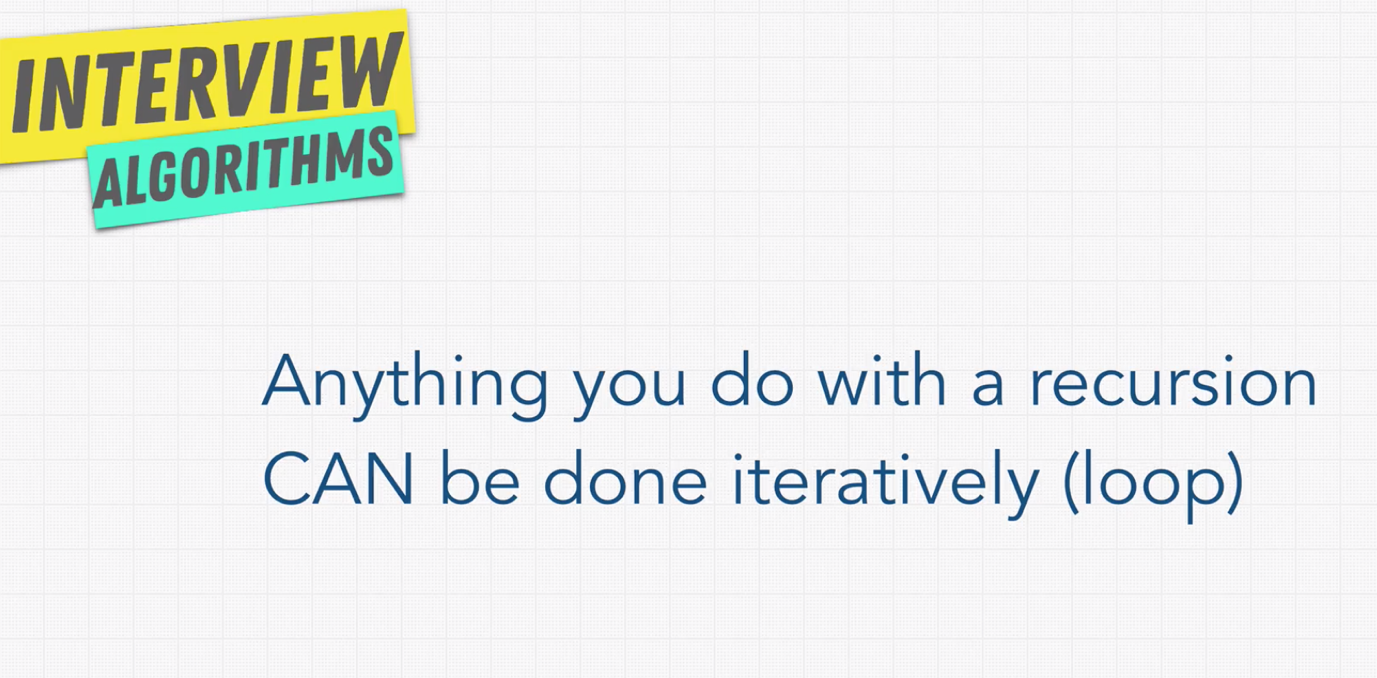 INTERVIEW
ALGORITHMS
Anything you do with a recursion
CAN be done iteratively (loop)